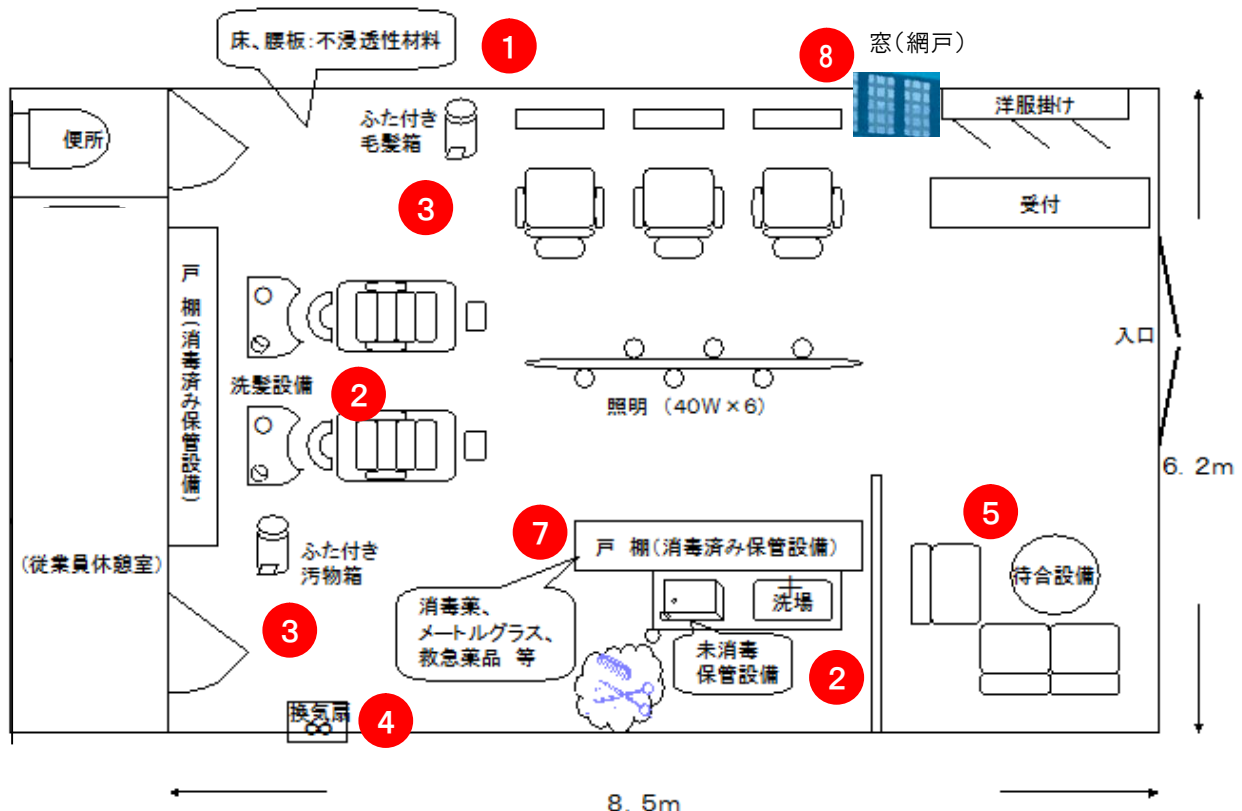 床、腰板:不浸透性材料
1
8
窓(網戸)
便所
ふた付き
毛髪箱
洋服掛け
3
受付
戸棚(消毒済み保管設備)
入口
洗髪設備
2
照明 (40W×6)
6. 2m
(従業員休憩室)
ふた付き
汚物箱
7
戸 棚(消毒済み保管設備)
5
待合設備
消毒薬、
メートルグラス、
救急薬品 等
洗場
3
未消毒
保管設備
2
換気扇
4
8. 5m